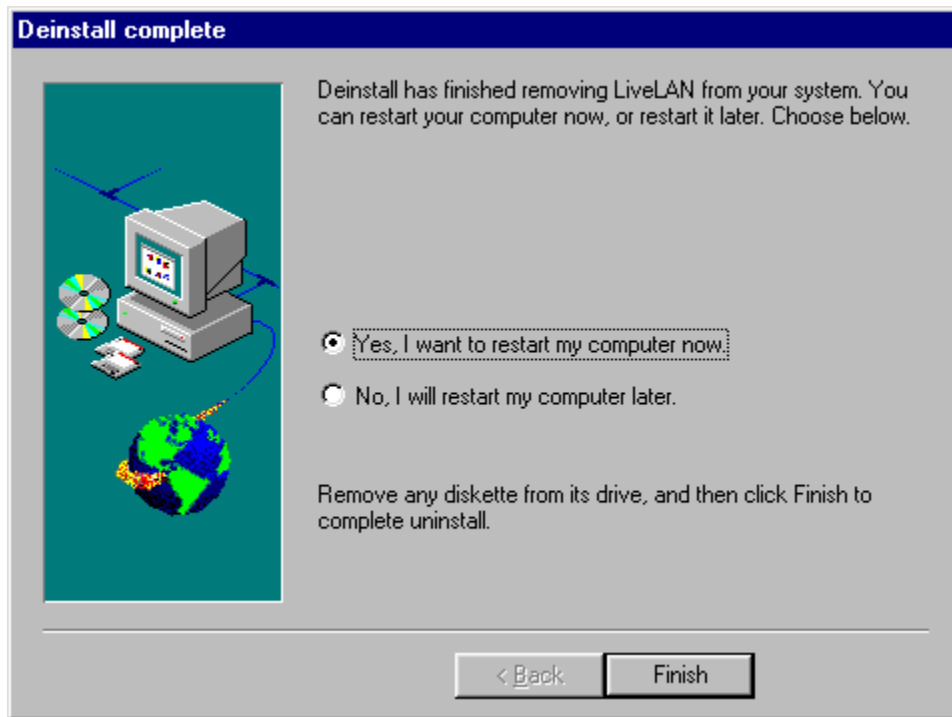 Deinstall complete
Deinstall has finished removing LiveLAN from your system. You
can restart your computer now, or restart it later. Choose below.
Yes, I want to restart my computer now.
No, I will restart my computer later.
Remove any diskette from its drive, and then click Finish to
complete uninstall.
< Back
Finish